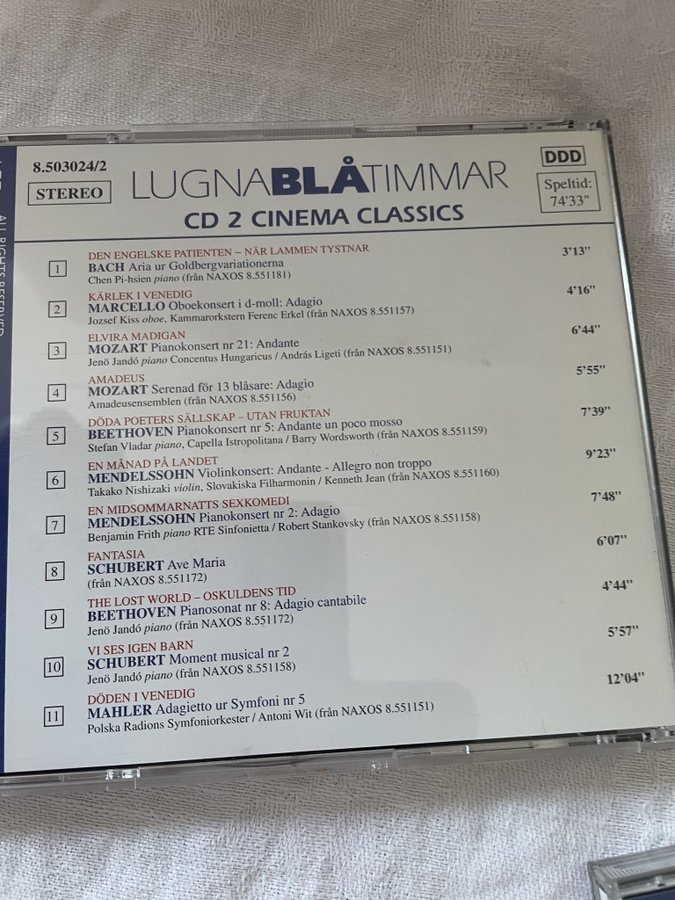 8.503024/2
STEREO
LUGNABLÅTIMMAR
CD 2 CINEMA CLASSICS
DDD
Speltid:
74'33"
ALL RIGHTS RESERVED
1 DEN ENGELSKE PATIENTEN – NÄR LAMMEN TYSTNAR 3'13"
BACH Aria ur Goldbergvariationerna
Chen Pi-hsien piano (från NAXOS 8.551181)
2 KÄRLEK I VENEDIG 4'16"
MARCELLO Oboekonsert i d-moll: Adagio
Jozsef Kiss oboe, Kammarorkstern Ferenc Erkel (från NAXOS 8.551157)
3 ELVIRA MADIGAN 6'44"
MOZART Pianokonsert nr 21: Andante
Jenö Jandó piano Concentus Hungaricus / András Ligeti (från NAXOS 8.551151)
4 AMADEUS 5'55"
MOZART Serenad för 13 blåsare: Adagio
Amadeusensemblen (från NAXOS 8.551156)
5 DÖDA POETERS SÄLLSKAP – UTAN FRUKTAN 7'39"
BEETHOVEN Pianokonsert nr 5: Andante un poco mosso
Stefan Vladar piano, Capella Istropolitana / Barry Wordsworth (från NAXOS 8.551159)
6 EN MÅNAD PÅ LANDET 9'23"
MENDELSSOHN Violinkonsert: Andante - Allegro non troppo
Takako Nishizaki violin, Slovakiska Filharmonin / Kenneth Jean (från NAXOS 8.551160)
7 EN MIDSOMMARNATTS SEXKOMEDI 7'48"
MENDELSSOHN Pianokonsert nr 2: Adagio
Benjamin Frith piano RTE Sinfonietta / Robert Stankovsky (från NAXOS 8.551158)
8 FANTASIA 6'07"
SCHUBERT Ave Maria
(från NAXOS 8.551172)
9 THE LOST WORLD – OSKULDENS TID 4'44"
BEETHOVEN Pianosonat nr 8: Adagio cantabile
Jenö Jandó piano (från NAXOS 8.551172)
10 VI SES IGEN BARN 5'57"
SCHUBERT Moment musical nr 2
Jenö Jandó piano (från NAXOS 8.551158)
11 DÖDEN I VENEDIG 12'04"
MAHLER Adagietto ur Symfoni nr 5
Polska Radions Symfoniorkester / Antoni Wit (från NAXOS 8.551151)